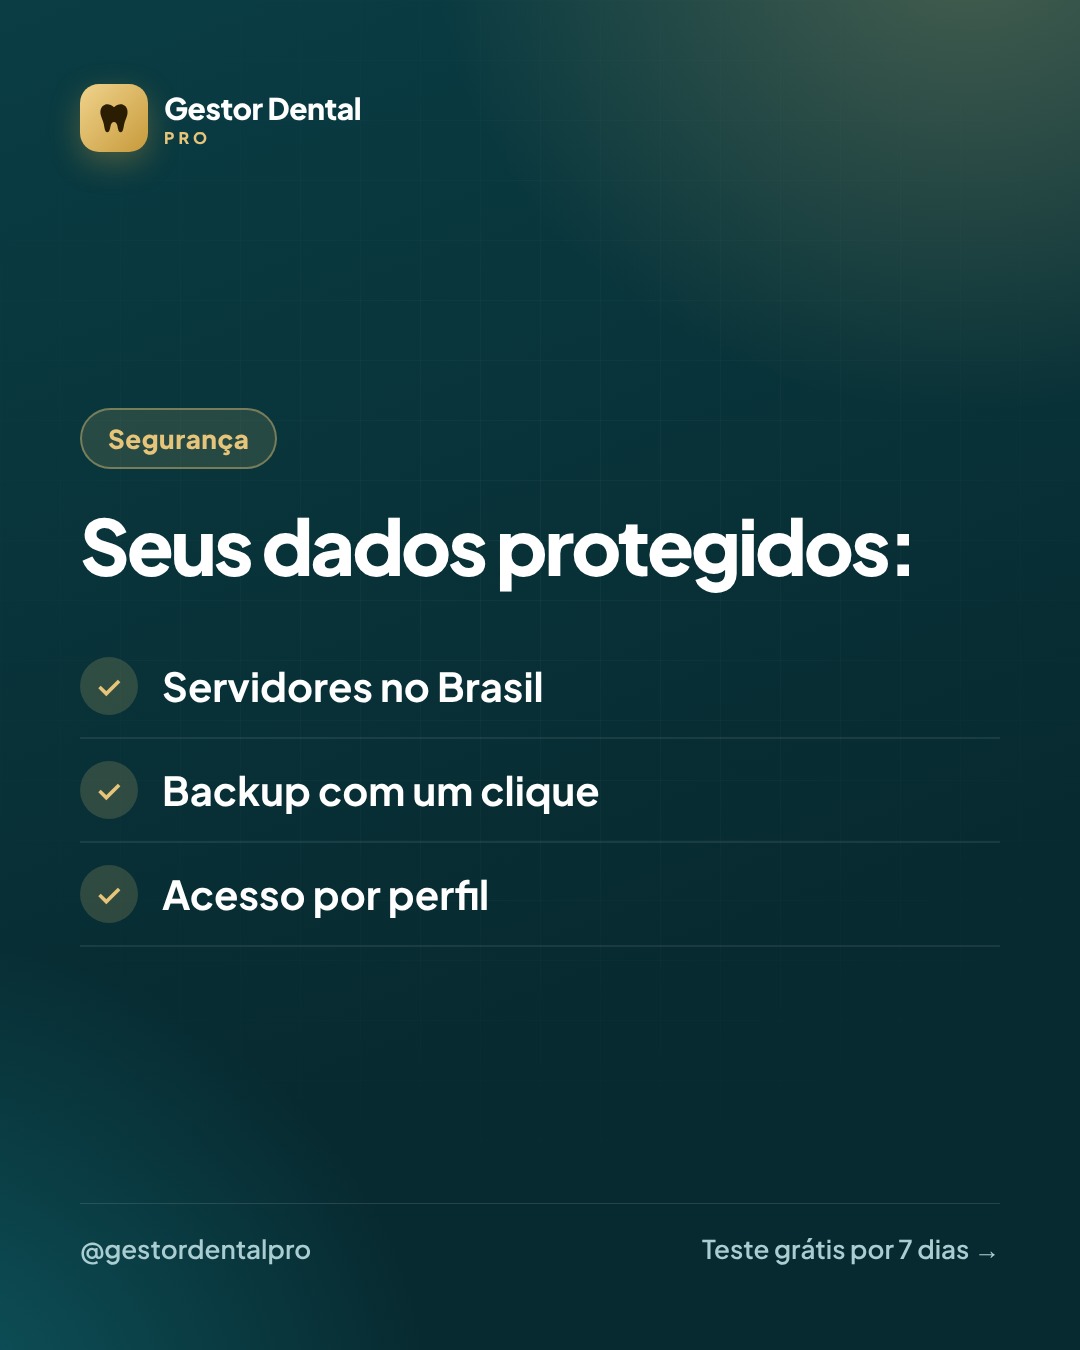 Gestor Dental
PRO
Segurança
Seus dados protegidos:
Servidores no Brasil
Backup com um clique
Acesso por perfil
@gestordentalpro
Teste grátis por 7 dias →